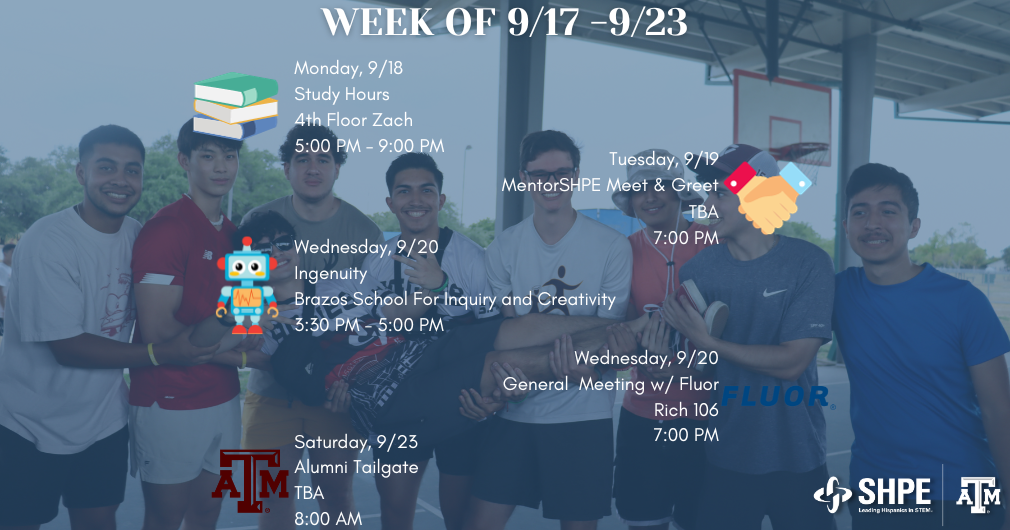 WEEK OF 9/17 –9/23
Monday, 9/18
Study Hours
4th Floor Zach
5:00 PM - 9:00 PM
Tuesday, 9/19
MentorSHPE Meet & Greet
TBA
7:00 PM
Wednesday, 9/20
Ingenuity
Brazos School For Inquiry and Creativity
3:30 PM - 5:00 PM
Wednesday, 9/20
General Meeting w/ Fluor
Rich 106
7:00 PM
FLUOR®
Saturday, 9/23
Alumni Tailgate
TBA
8:00 AM
ATM
SHPE
Leading Hispanics in STEM.
ATM